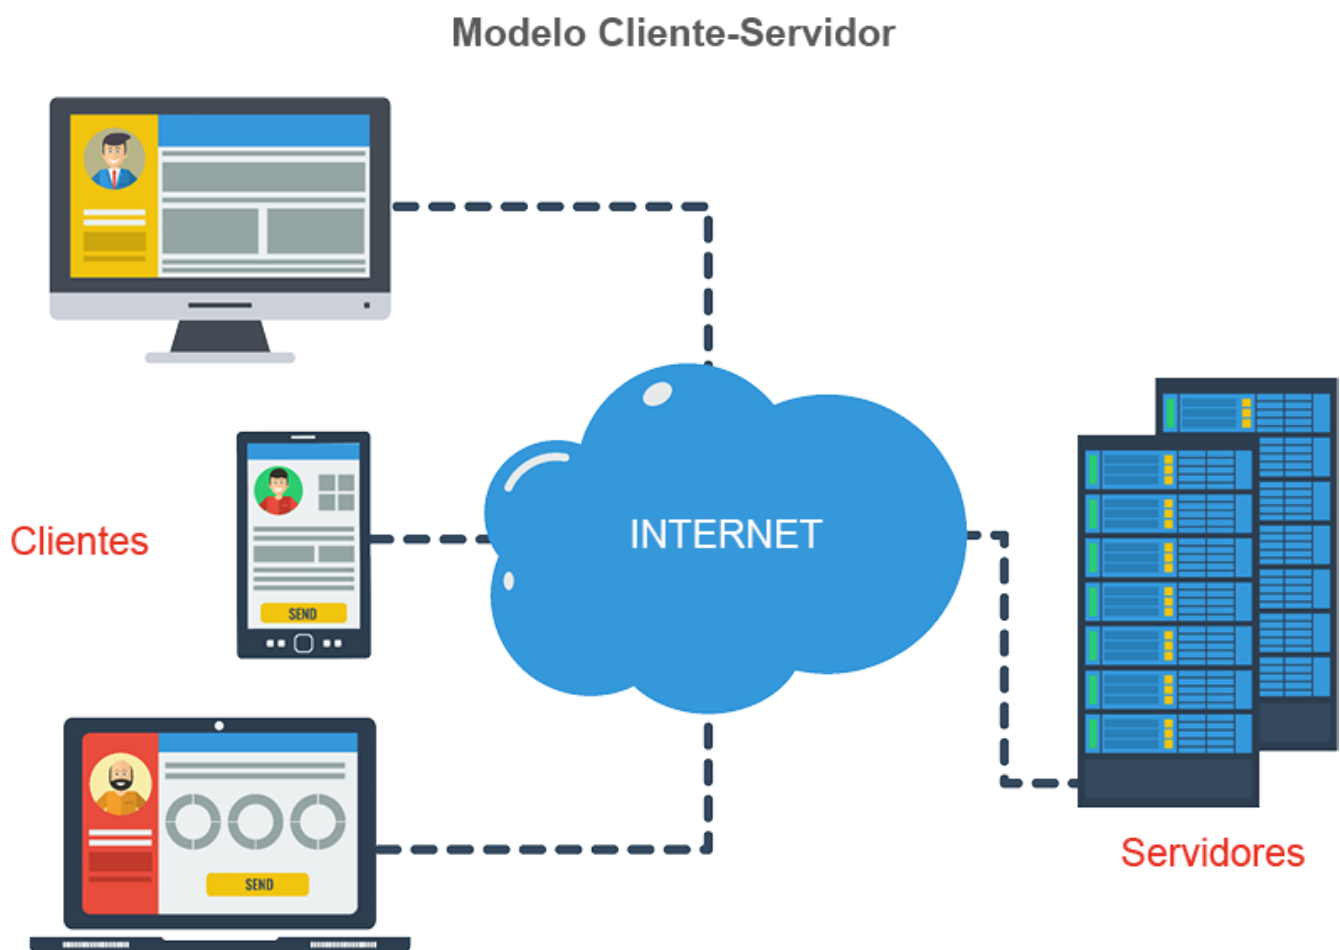 Modelo Cliente-Servidor
Clientes
SEND
INTERNET
SEND
Servidores